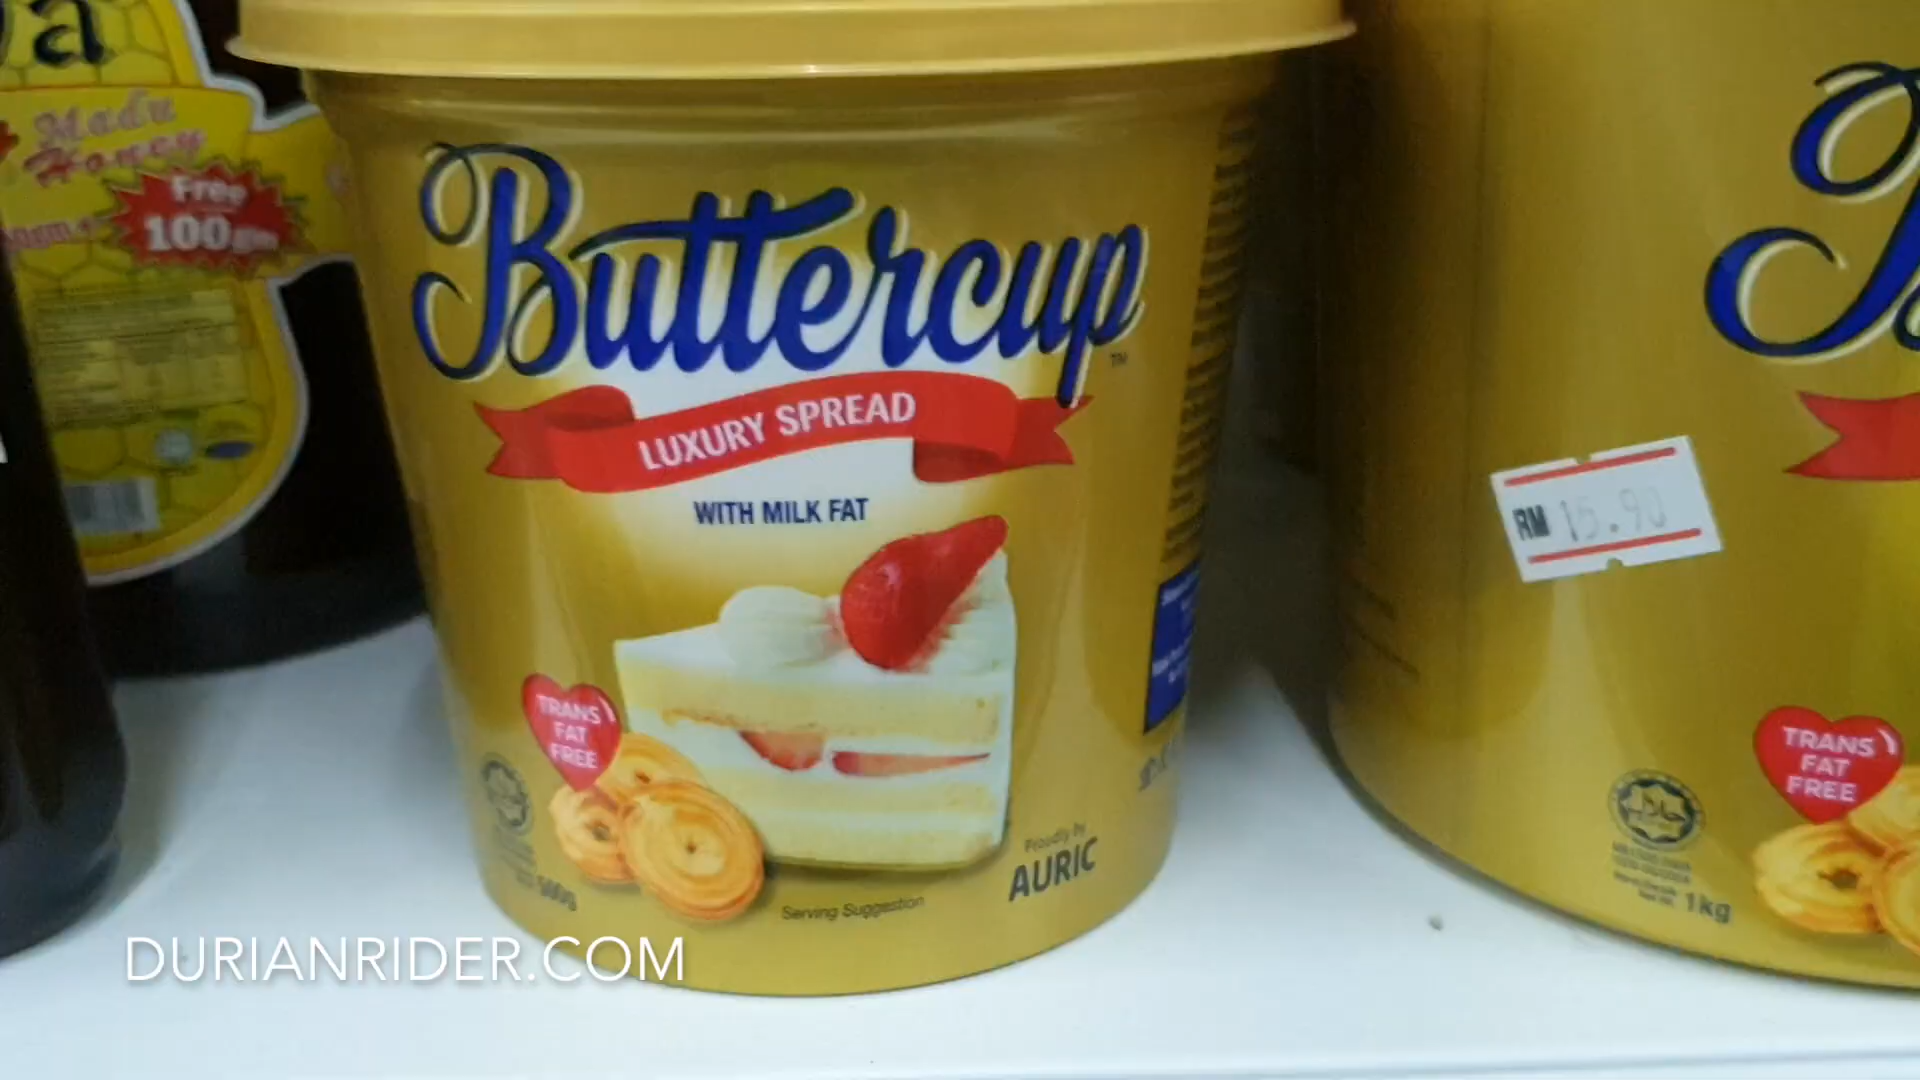 a
Madu
Honey
Free
100gm
Buttercup
TM
LUXURY SPREAD
WITH MILK FAT
TRANS
FAT
FREE
500g
Serving Suggestion
Proudly by
AURIC
RM 15.90
TRANS
FAT
FREE
1kg
DURIANRIDER.COM